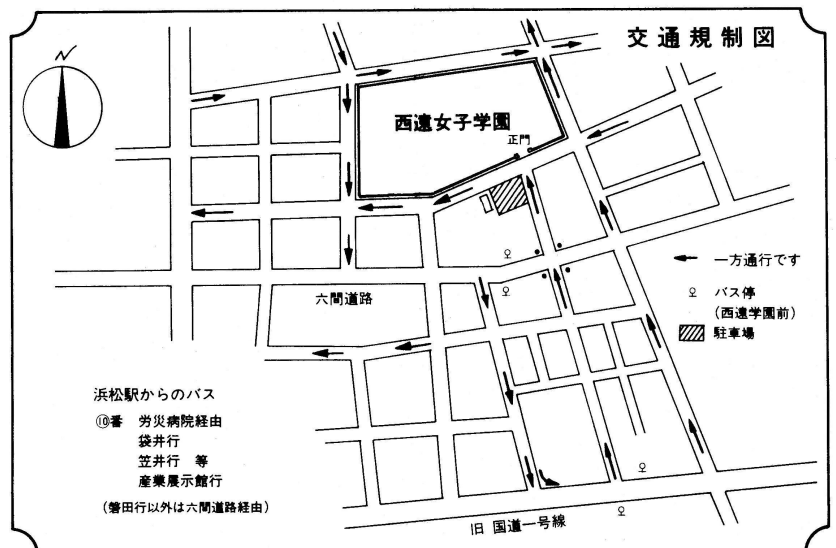 交通規制図
N
西遠女子学園
正門
一方通行です
バス停
(西遠学園前)
駐車場
六間道路
浜松駅からのバス
⑩番 労災病院経由
袋井行
笠井行 等
産業展示館行
(磐田行以外は六間道路経由)
旧 国道一号線